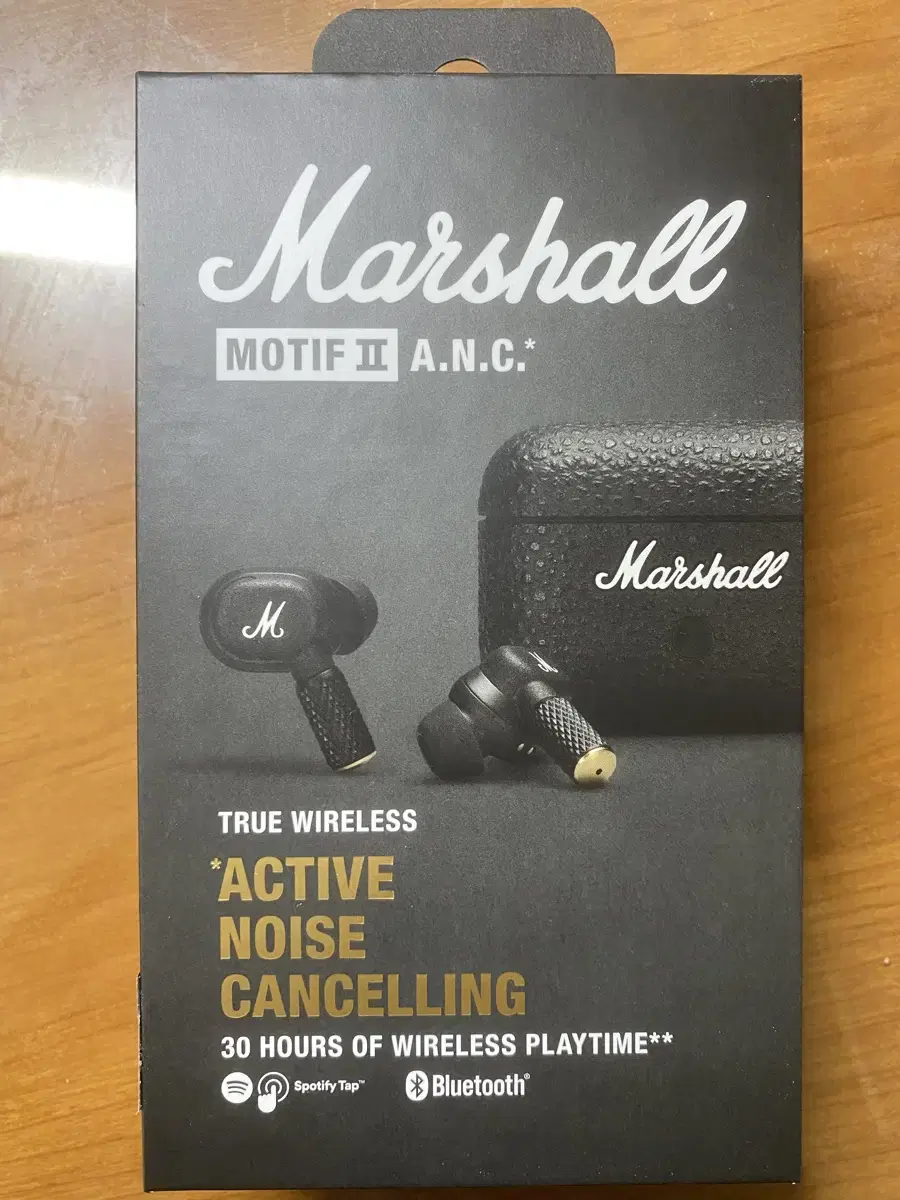 Marshall
MOTIF II A.N.C.*
Marshall
M
M
TRUE WIRELESS
*ACTIVE
NOISE
CANCELLING
30 HOURS OF WIRELESS PLAYTIME**
Spotify Tap™ Bluetooth®